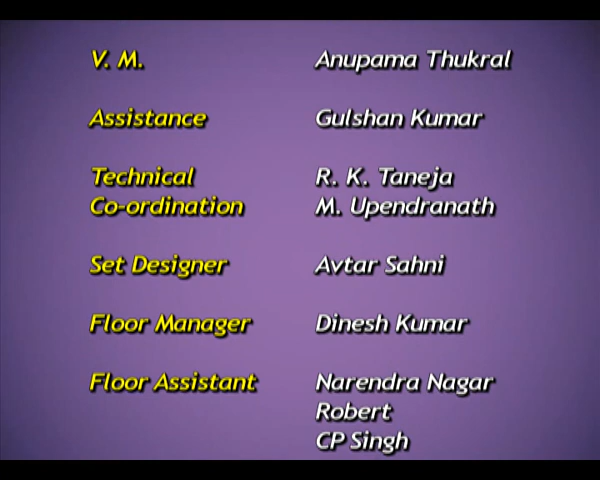 V. M. Anupama Thukral
Assistance Gulshan Kumar
Technical R. K. Taneja
Co-ordination M. Upendranath
Set Designer Avtar Sahni
Floor Manager Dinesh Kumar
Floor Assistant Narendra Nagar
Robert
CP Singh